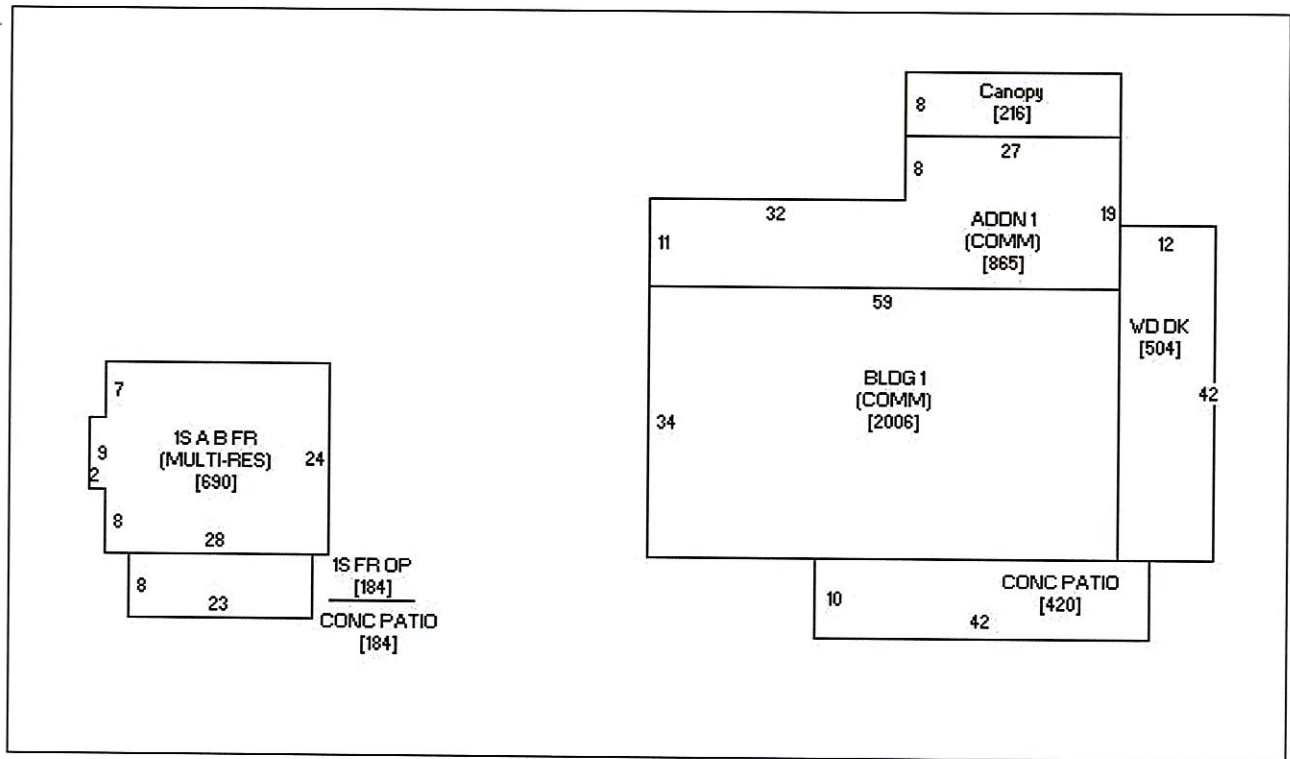 Canopy
[216]
8
27
8
32
19
ADDN 1
(COMM)
[865]
11
12
59
WD DK
[504]
BLDG 1
(COMM)
[2006]
34
42
7
1S A B FR
(MULTI-RES)
[690]
9
2
24
8
28
8
23
1S FR OP
[184]
CONC PATIO
[184]
10
42
CONC PATIO
[420]